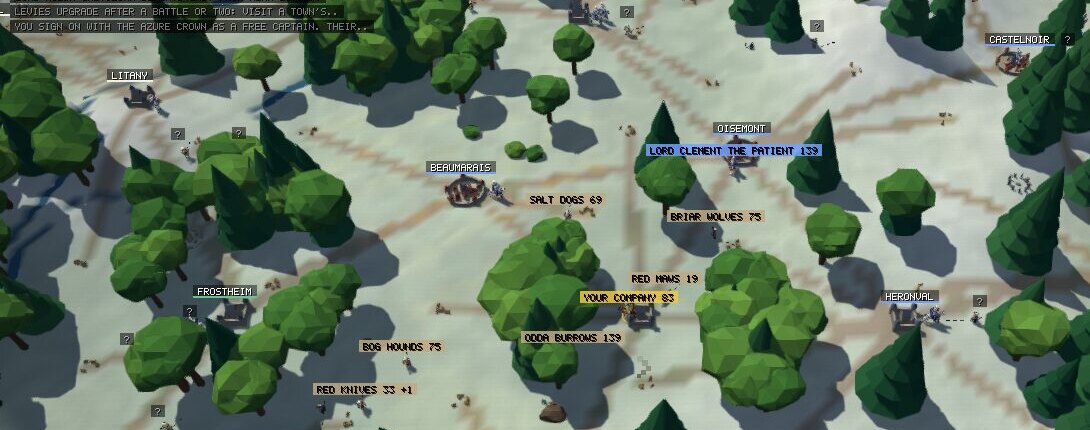 LEVIES UPGRADE AFTER A BATTLE OR TWO: VISIT A TOWN'S..
YOU SIGN ON WITH THE AZURE CROWN AS A FREE CAPTAIN. THEIR..
?
?
CASTELNOIR ?
LITANY
? ?
OISEMONT
LORD CLEMENT THE PATIENT 139
BEAUMARAIS
SALT DOGS 69
BRIAR WOLVES 75
RED MAWS 19
FROSTHEIM
YOUR COMPANY 83
HERONVAL
?
?
?
ODDA BURROWS 139
BOG HOUNDS 75
RED KNIVES 33 +1
?